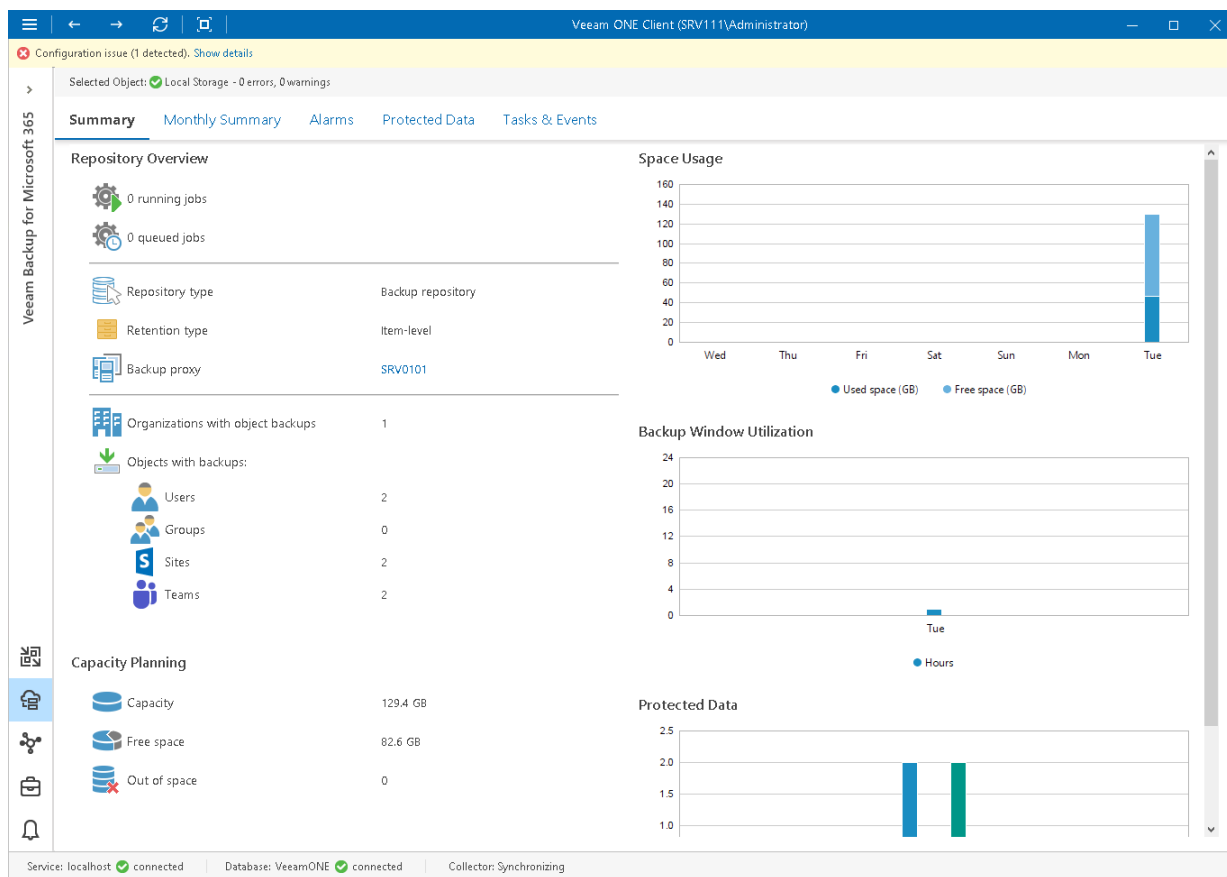 Veeam ONE Client (SRV111\Administrator)
Configuration issue (1 detected). Show details
Selected Object: Local Storage - 0 errors, 0 warnings
Veeam Backup for Microsoft 365
Summary Monthly Summary Alarms Protected Data Tasks & Events
Repository Overview
0 running jobs
0 queued jobs
Repository type Backup repository
Retention type Item-level
Backup proxy SRV0101
Organizations with object backups 1
Objects with backups:
Users 2
Groups 0
Sites 2
Teams 2
Capacity Planning
Capacity 129.4 GB
Free space 82.6 GB
Out of space 0
Space Usage
160
140
120
100
80
60
40
20
0
Wed Thu Fri Sat Sun Mon Tue
Used space (GB) Free space (GB)
Backup Window Utilization
24
20
16
12
8
4
0
Tue
Hours
Protected Data
2.5
2.0
1.5
1.0
Service: localhost connected Database: VeeamONE connected Collector: Synchronizing